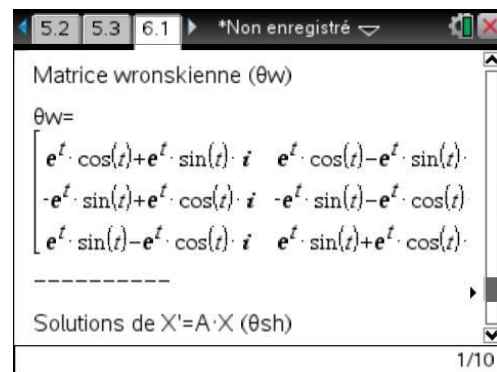 5.2 5.3 6.1 *Non enregistré
Matrice wronskienne (θw)
θw=
e^t·cos(t)+e^t·sin(t)·i e^t·cos(t)-e^t·sin(t)·
-e^t·sin(t)+e^t·cos(t)·i -e^t·sin(t)-e^t·cos(t)
e^t·sin(t)-e^t·cos(t)·i e^t·sin(t)+e^t·cos(t)·
----------
Solutions de X'=A·X (θsh)
1/10